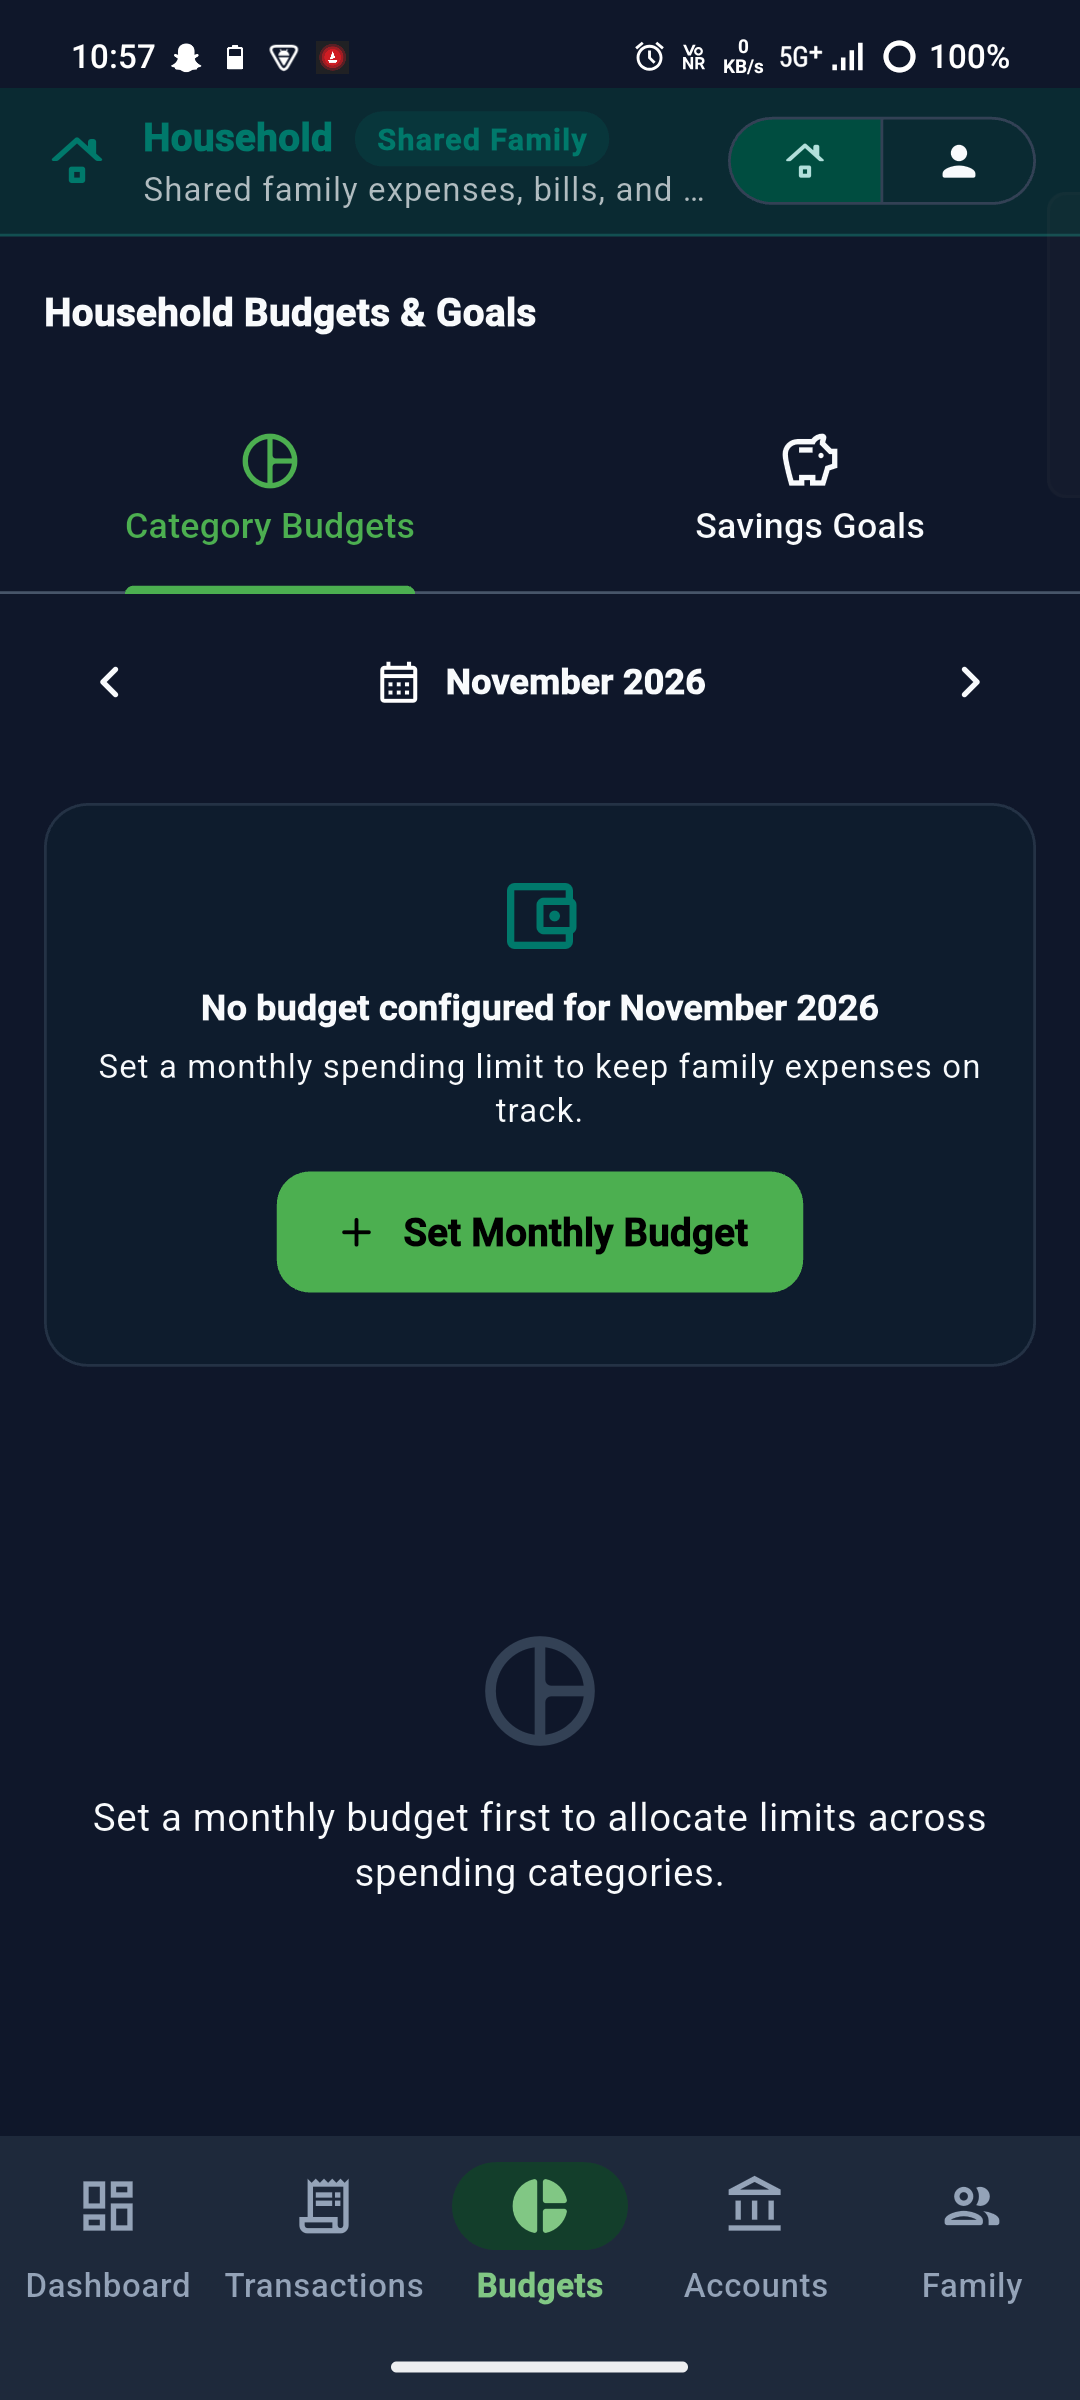 10:57
Vo
NR
0
KB/s
5G+
100%
Household
Shared Family
Shared family expenses, bills, and ...
Household Budgets & Goals
Category Budgets
Savings Goals
November 2026
No budget configured for November 2026
Set a monthly spending limit to keep family expenses on
track.
+ Set Monthly Budget
Set a monthly budget first to allocate limits across
spending categories.
Dashboard
Transactions
Budgets
Accounts
Family